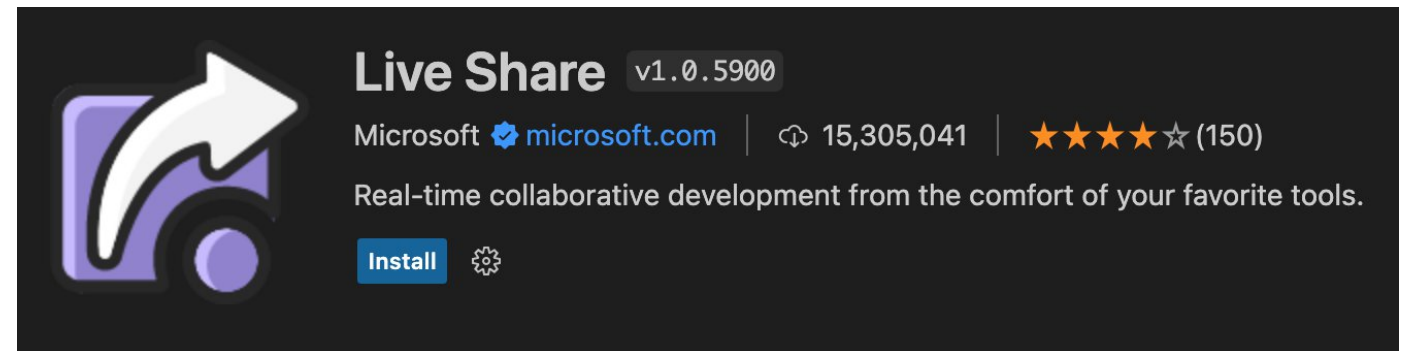 Live Share v1.0.5900
Microsoft microsoft.com 15,305,041 (150)
Real-time collaborative development from the comfort of your favorite tools.
Install